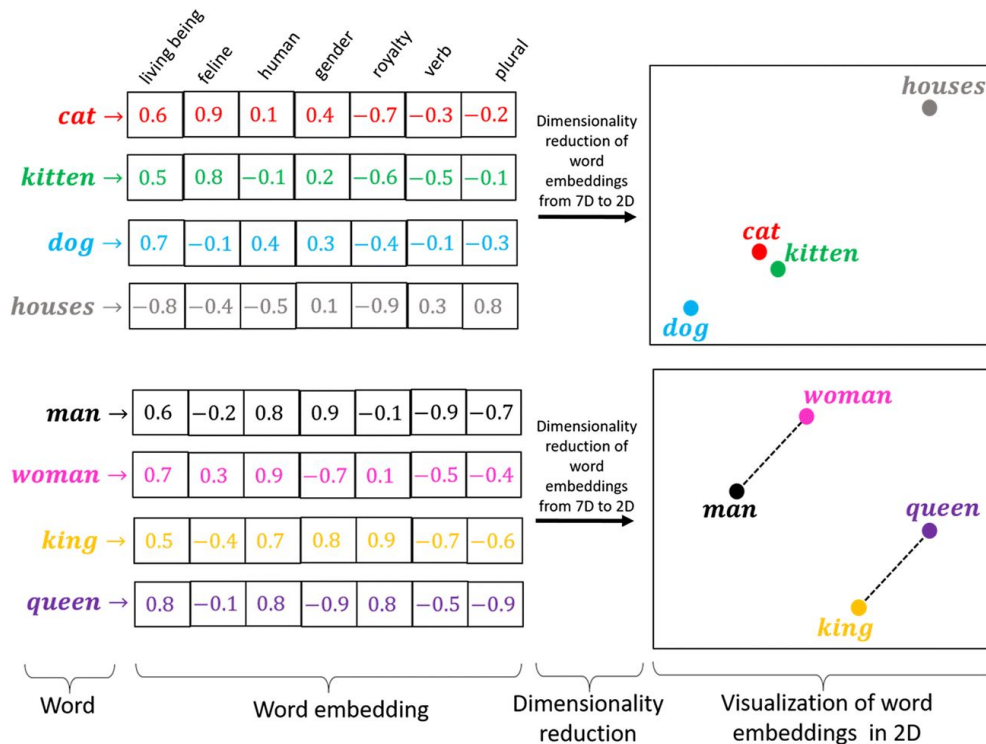 living being feline human gender royalty verb plural
cat → 0.6 0.9 0.1 0.4 −0.7 −0.3 −0.2
kitten → 0.5 0.8 −0.1 0.2 −0.6 −0.5 −0.1
dog → 0.7 −0.1 0.4 0.3 −0.4 −0.1 −0.3
houses → −0.8 −0.4 −0.5 0.1 −0.9 0.3 0.8
Dimensionality
reduction of
word
embeddings
from 7D to 2D
houses
cat
kitten
dog
man → 0.6 −0.2 0.8 0.9 −0.1 −0.9 −0.7
woman → 0.7 0.3 0.9 −0.7 0.1 −0.5 −0.4
king → 0.5 −0.4 0.7 0.8 0.9 −0.7 −0.6
queen → 0.8 −0.1 0.8 −0.9 0.8 −0.5 −0.9
Dimensionality
reduction of
word
embeddings
from 7D to 2D
woman
man
queen
king
Word
Word embedding
Dimensionality
reduction
Visualization of word
embeddings in 2D